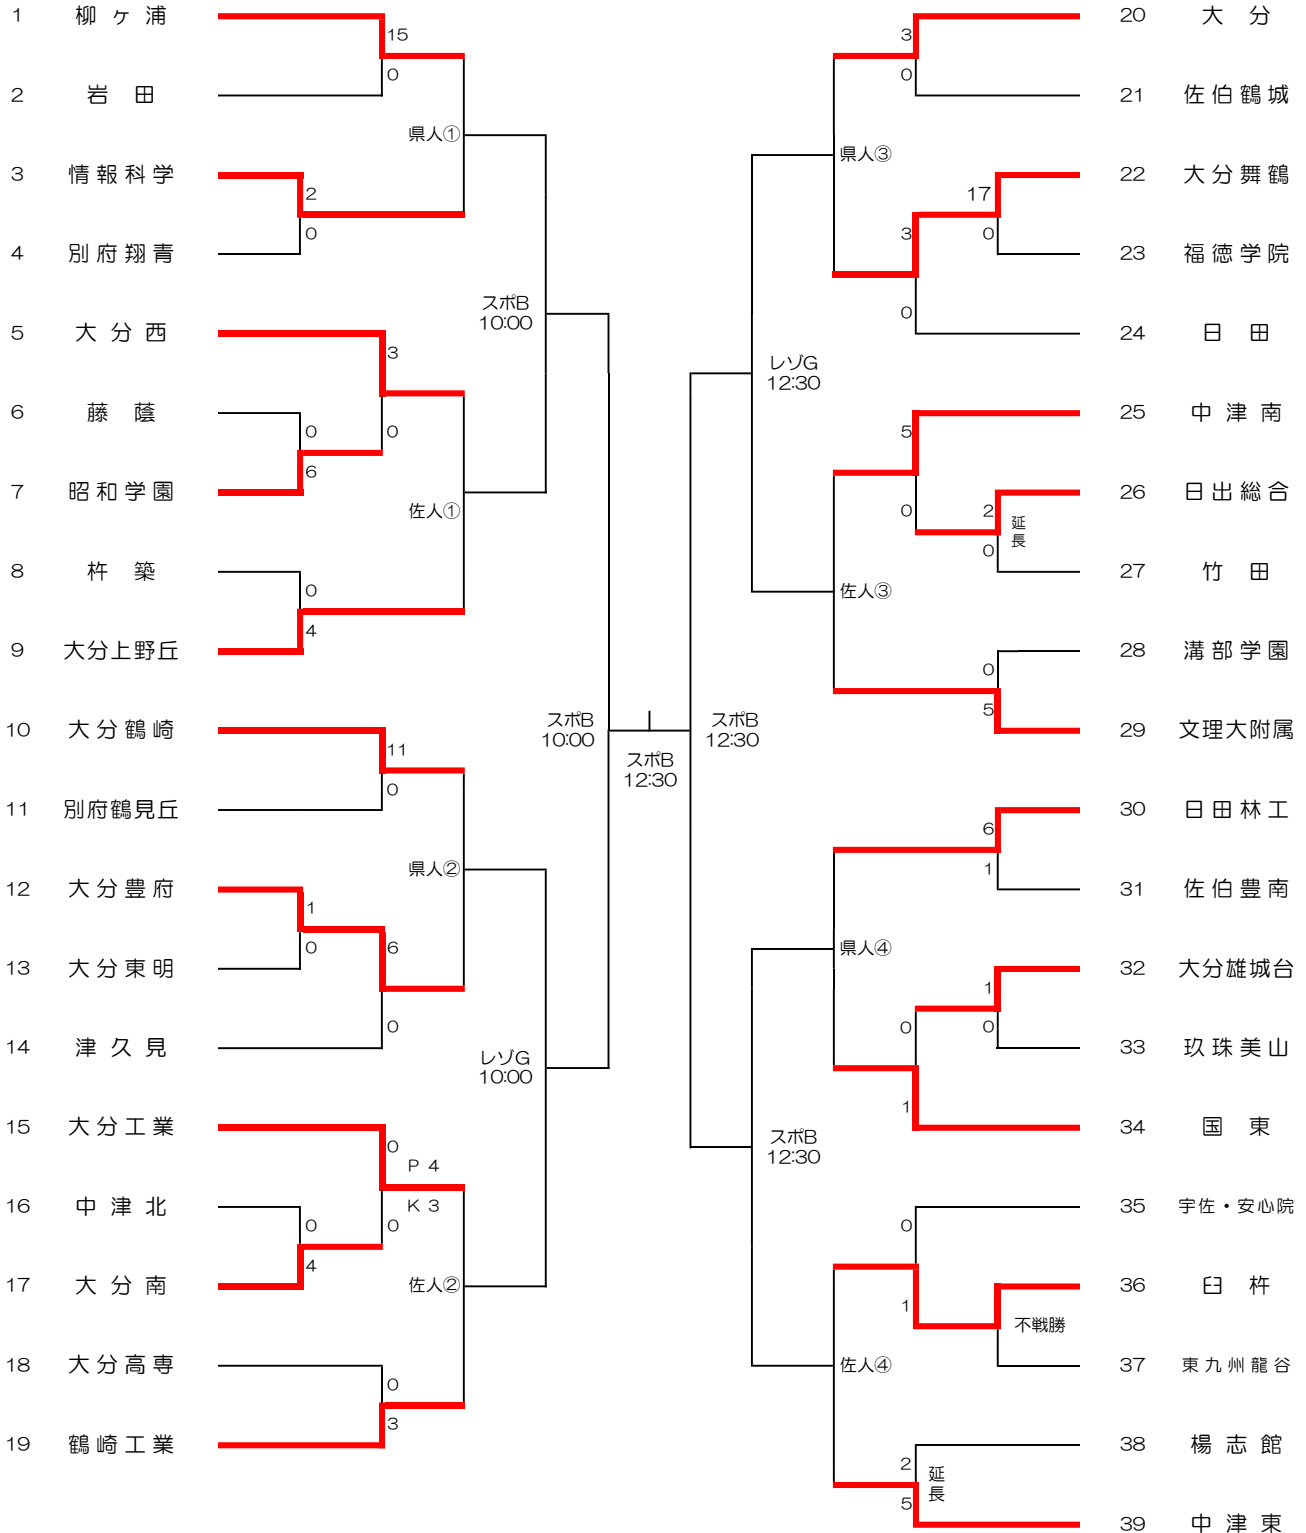 1 柳ヶ浦
15
0
2 岩田
県人①
3 情報科学
2
0
4 別府翔青
スポB
10:00
5 大分西
3
0
6 藤蔭
0
6
7 昭和学園
佐人①
8 杵築
0
4
9 大分上野丘
10 大分鶴崎
11
0
11 別府鶴見丘
県人②
12 大分豊府
1
0
13 大分東明
6
0
14 津久見
レゾG
10:00
15 大分工業
0
P 4
K 3
0
16 中津北
0
4
17 大分南
佐人②
18 大分高専
0
3
19 鶴崎工業
スポB
10:00
スポB
12:30
スポB
12:30
20 大分
3
0
21 佐伯鶴城
県人③
22 大分舞鶴
17
0
23 福徳学院
3
0
24 日田
レゾG
12:30
25 中津南
5
0
26 日出総合
2
延長
0
27 竹田
佐人③
28 溝部学園
0
5
29 文理大附属
30 日田林工
6
1
31 佐伯豊南
県人④
32 大分雄城台
1
0
33 玖珠美山
0
1
34 国東
スポB
12:30
35 宇佐・安心院
0
1
36 臼杵
不戦勝
37 東九州龍谷
佐人④
38 楊志館
2
延長
5
39 中津東